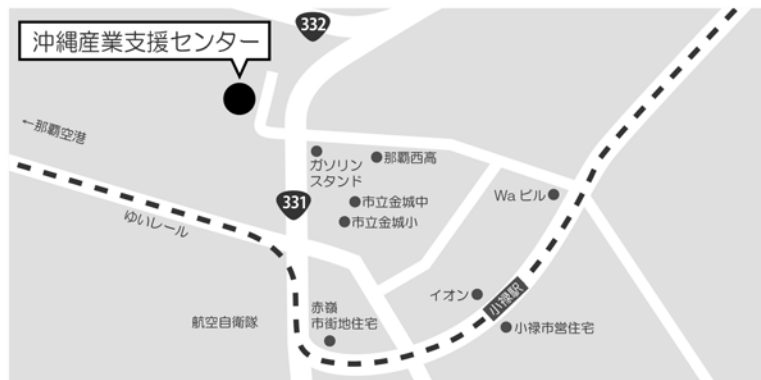 332
沖縄産業支援センター
←那覇空港
ガソリン
スタンド
那覇西高
331
市立金城中
市立金城小
Wa ビル
ゆいレール
イオン
小禄駅
赤嶺
市街地住宅
航空自衛隊
小禄市営住宅